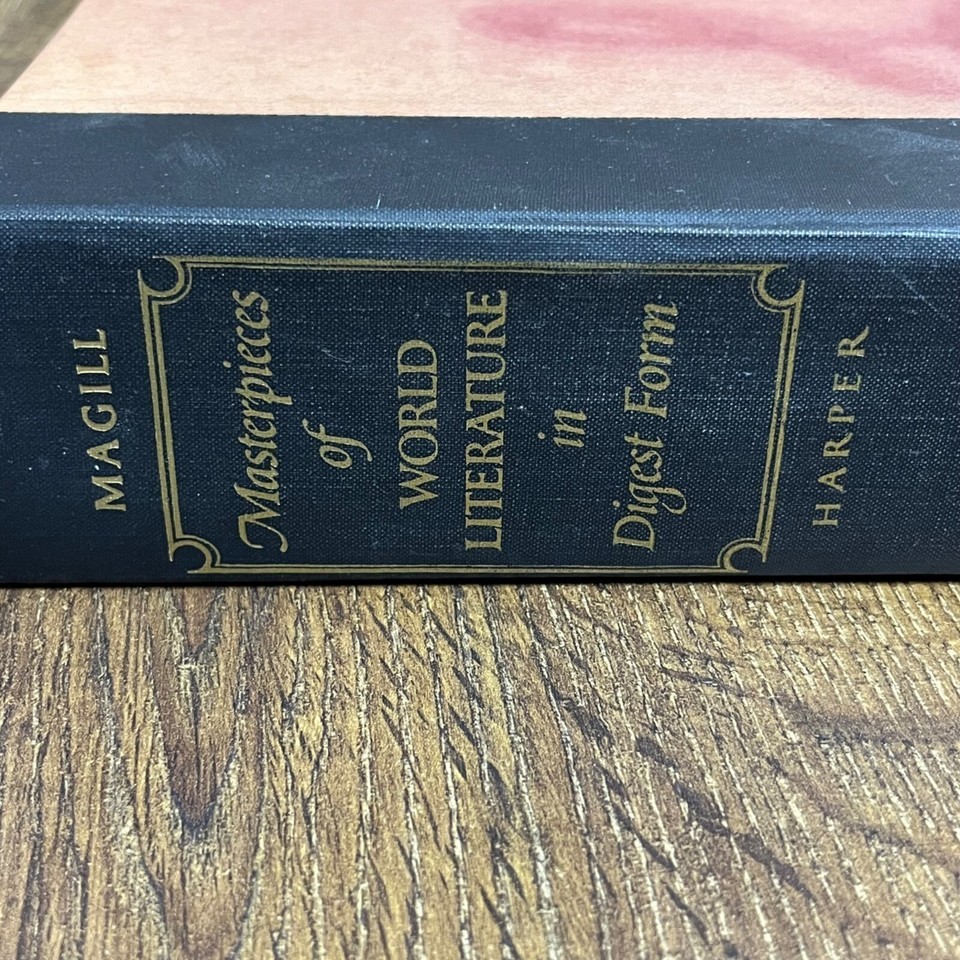 MAGILL
Masterpieces
of
WORLD
LITERATURE
in
Digest Form
HARPER